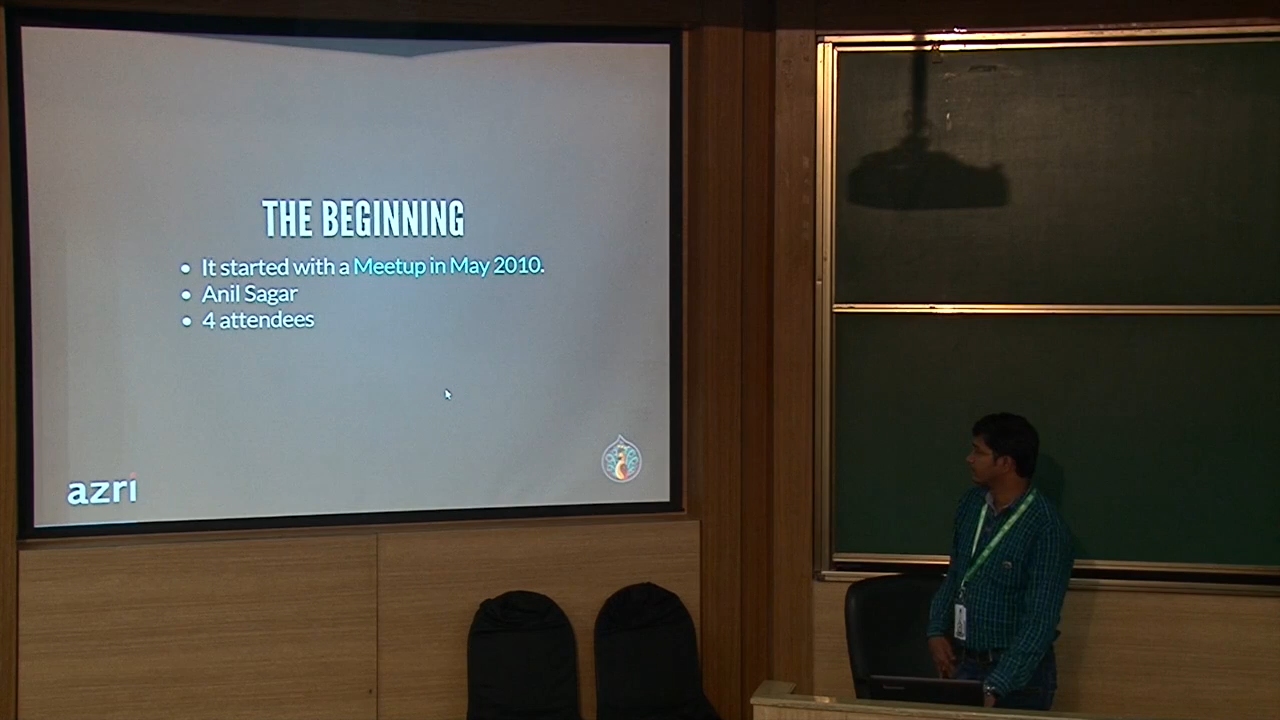 THE BEGINNING
It started with a Meetup in May 2010.
Anil Sagar
4 attendees
azri